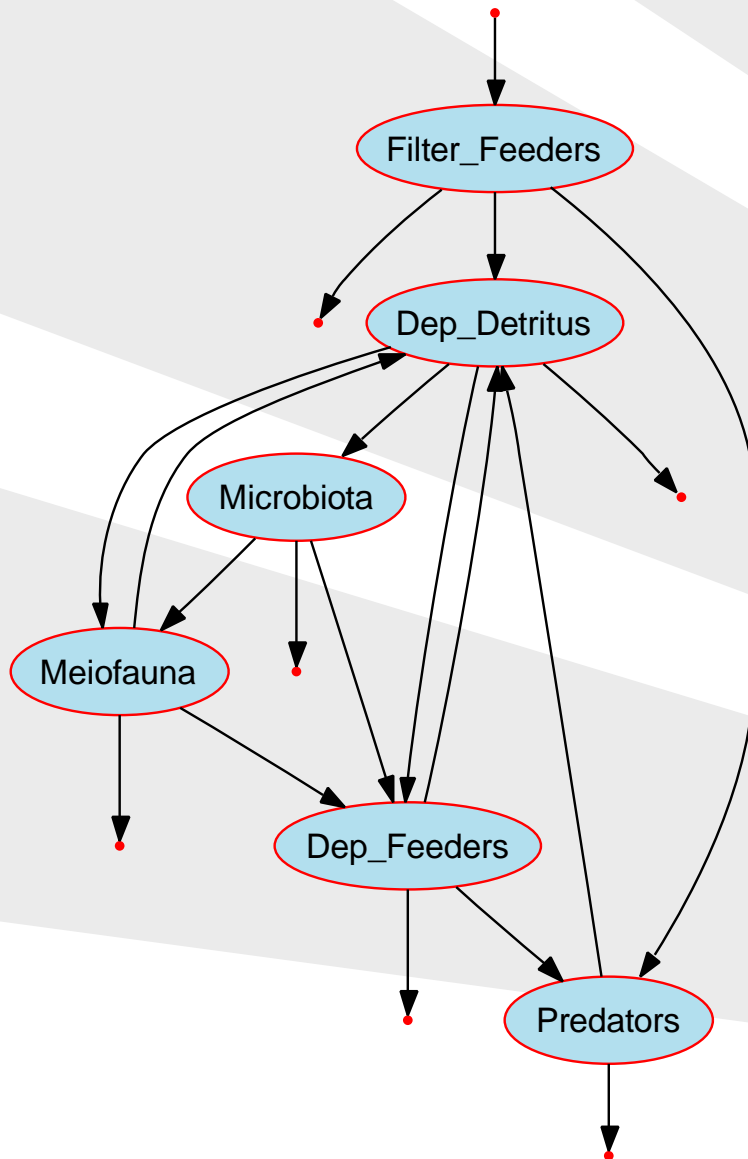 Filter_Feeders
Dep_Detritus
Microbiota
Meiofauna
Dep_Feeders
Predators